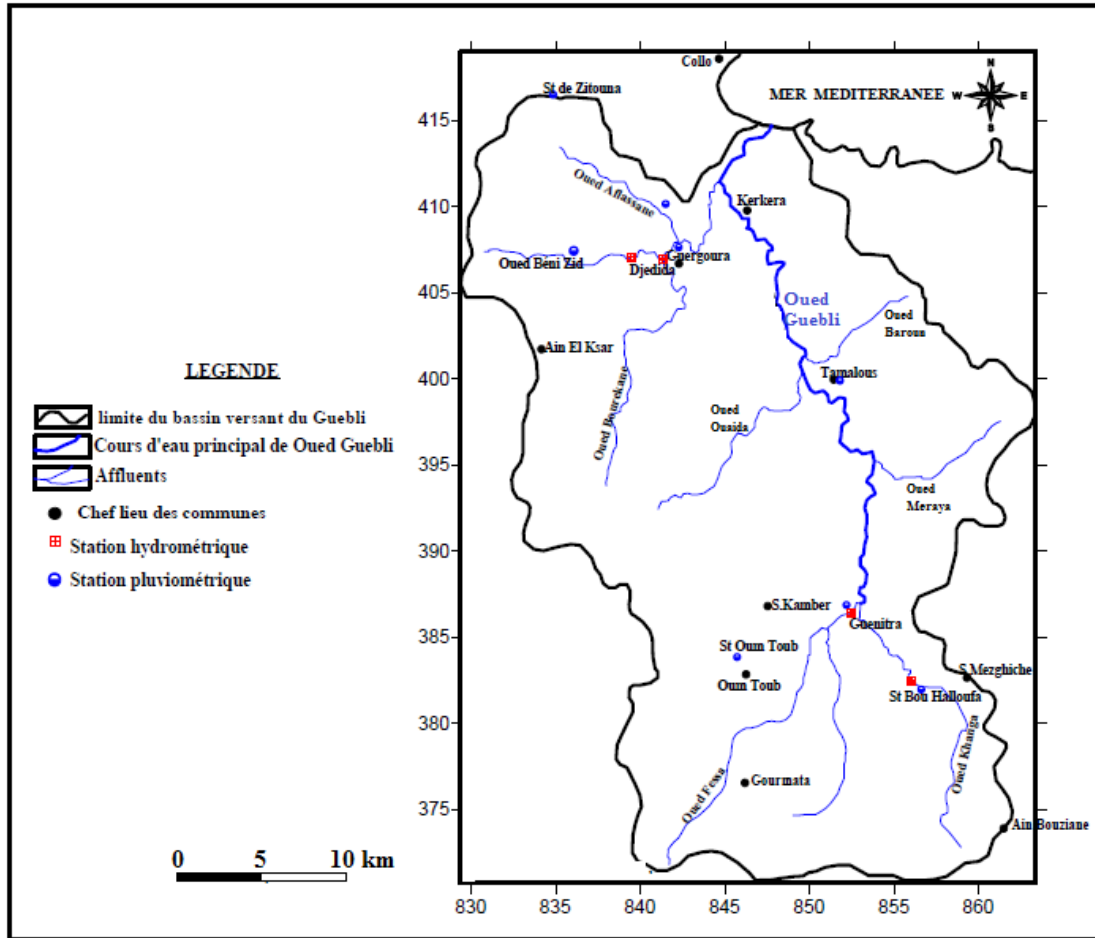 Collo
N
MER MEDITERRANEE
W
E
S
St de Zitouna
415
Oued Aflassane
410
Kerkera
Guergoura
Oued Beni Zid
Djedida
405
Oued
Guebli
Oued
Baroun
Ain El Ksar
LEGENDE
400
Tamalous
limite du bassin versant du Guebli
Oued
Ouaida
Oued Bourekane
Cours d'eau principal de Oued Guebli
395
Affluents
Oued
Meraya
Chef lieu des communes
Station hydrométrique
390
Station pluviométrique
S.Kamber
Guenitra
385
St Oum Toub
S.Mezghiche
Oum Toub
St Bou Halloufa
380
Oued Khanga
Oued Fessa
Gourmata
375
Ain Bouziane
0 5 10 km
830 835 840 845 850 855 860